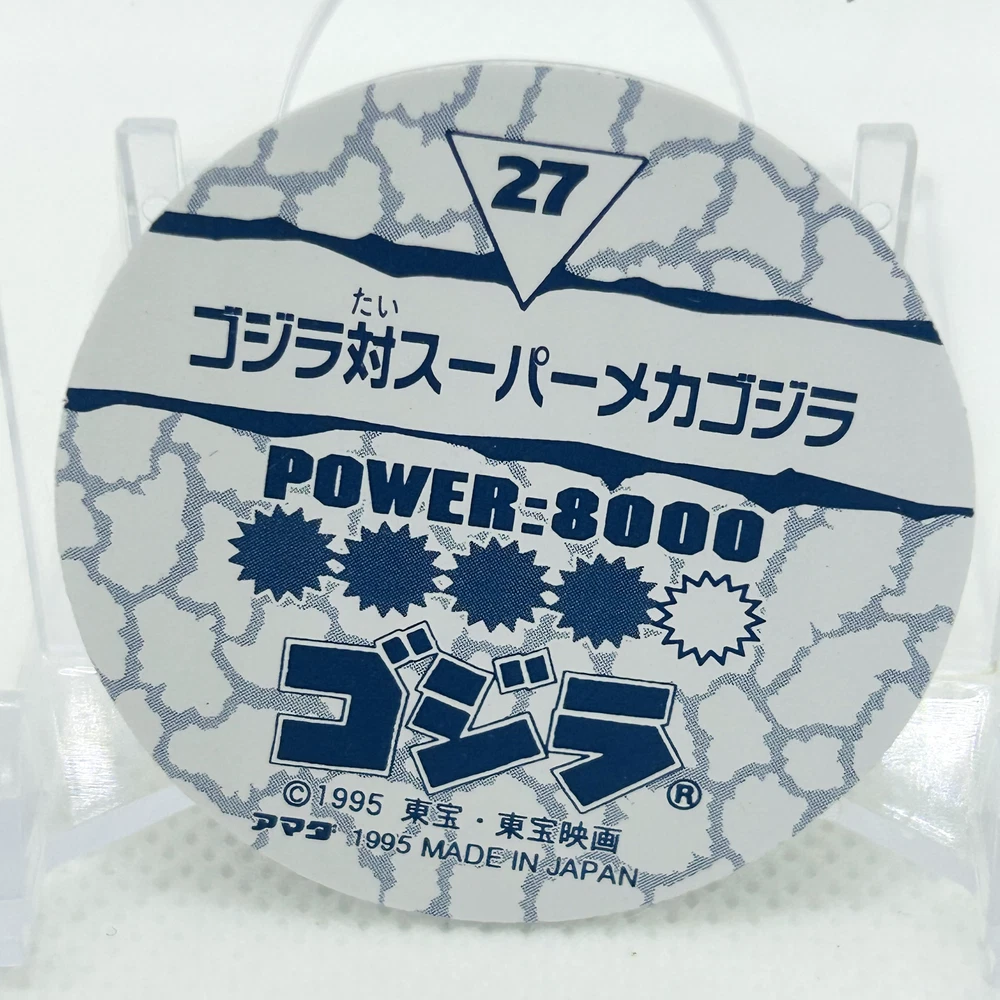 27
たい
ゴジラ対スーパーメカゴジラ
POWER:8000
ゴジラ®
©1995 東宝・東宝映画
アマダ 1995 MADE IN JAPAN